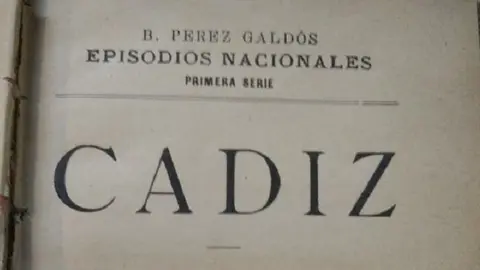 B. PEREZ GALDÓS
EPISODIOS NACIONALES
PRIMERA SERIE
CADIZ